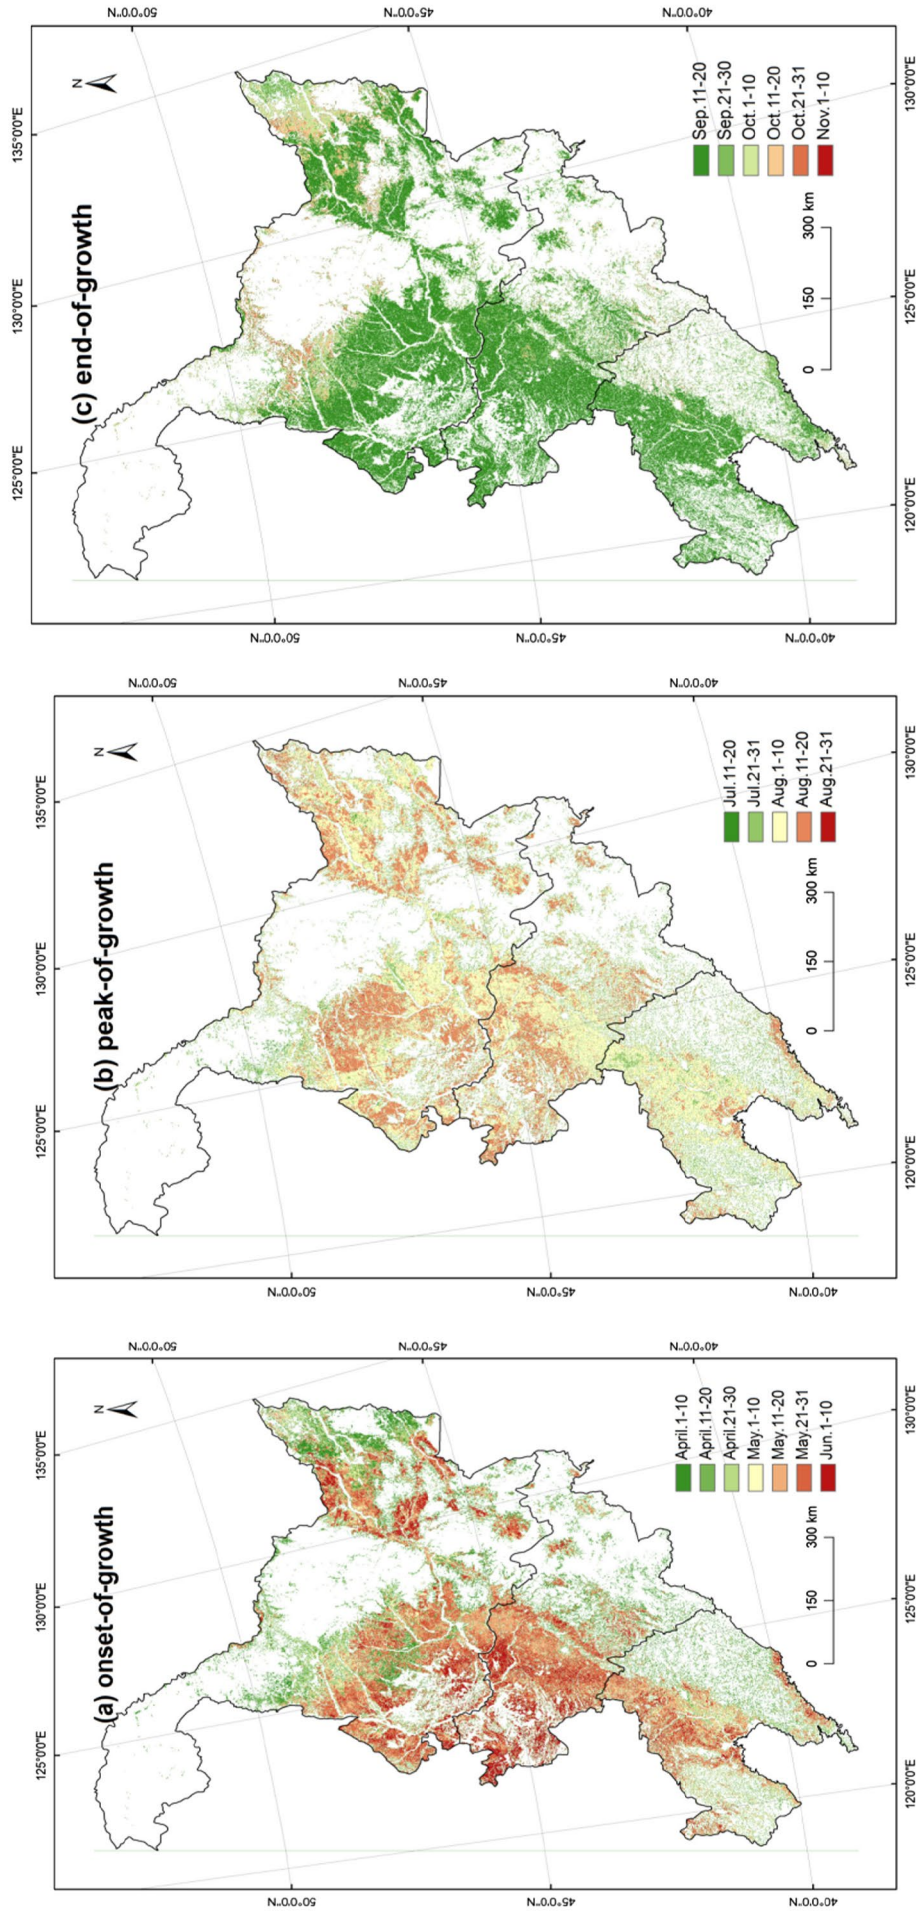 (a) onset-of-growth
125°0'0"E
130°0'0"E
135°0'0"E
N
50°0'0"N
50°0'0"N
45°0'0"N
45°0'0"N
40°0'0"N
40°0'0"N
April.1-10
April.11-20
April.21-30
May.1-10
May.11-20
May.21-31
Jun.1-10
0 150 300 km
120°0'0"E
125°0'0"E
130°0'0"E
(b) peak-of-growth
125°0'0"E
130°0'0"E
135°0'0"E
N
50°0'0"N
50°0'0"N
45°0'0"N
45°0'0"N
40°0'0"N
40°0'0"N
Jul.11-20
Jul.21-31
Aug.1-10
Aug.11-20
Aug.21-31
0 150 300 km
120°0'0"E
125°0'0"E
130°0'0"E
(c) end-of-growth
125°0'0"E
130°0'0"E
135°0'0"E
N
50°0'0"N
50°0'0"N
45°0'0"N
45°0'0"N
40°0'0"N
40°0'0"N
Sep.11-20
Sep.21-30
Oct.1-10
Oct.11-20
Oct.21-31
Nov.1-10
0 150 300 km
120°0'0"E
125°0'0"E
130°0'0"E